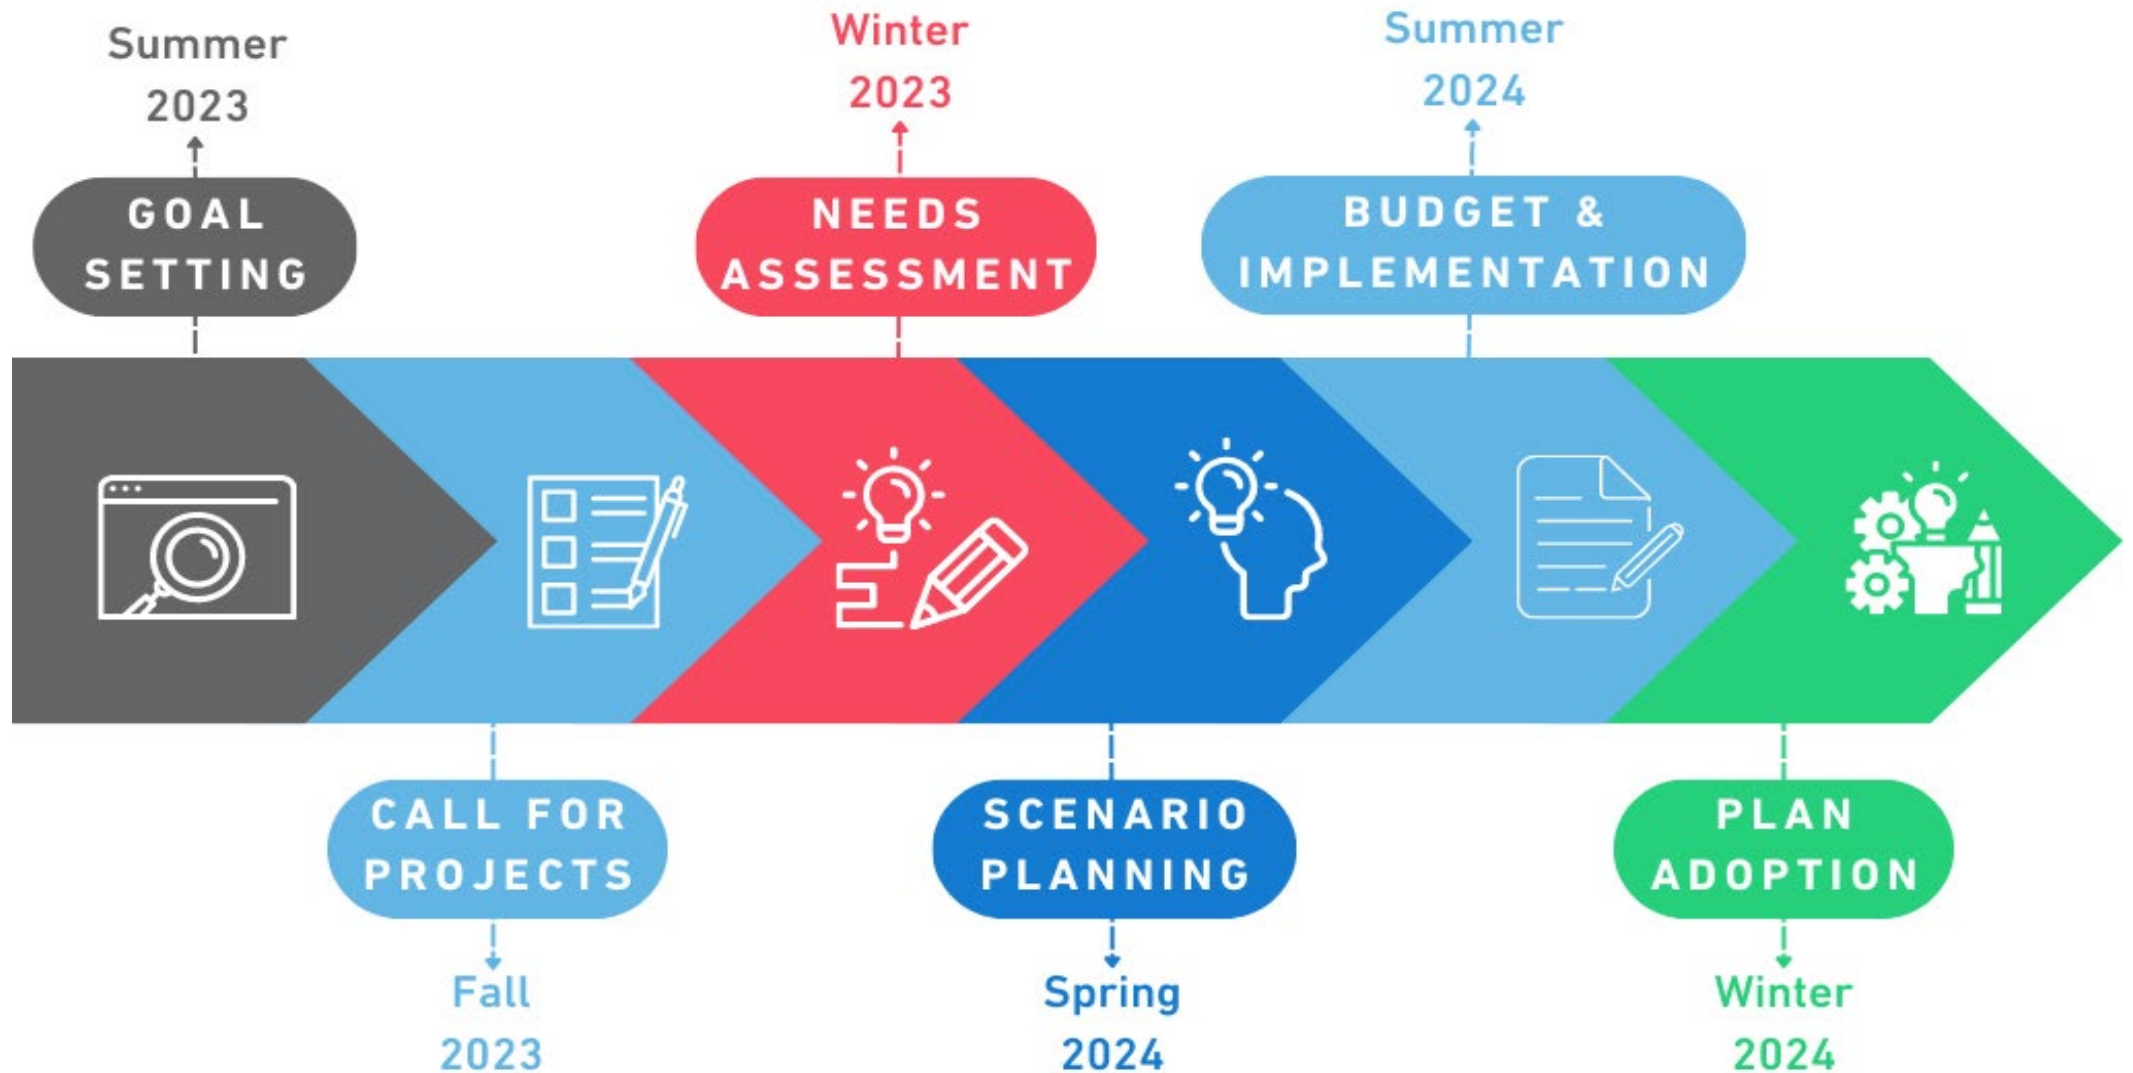 Summer
2023
GOAL
SETTING
CALL FOR
PROJECTS
Fall
2023
Winter
2023
NEEDS
ASSESSMENT
SCENARIO
PLANNING
Spring
2024
Summer
2024
BUDGET &
IMPLEMENTATION
PLAN
ADOPTION
Winter
2024